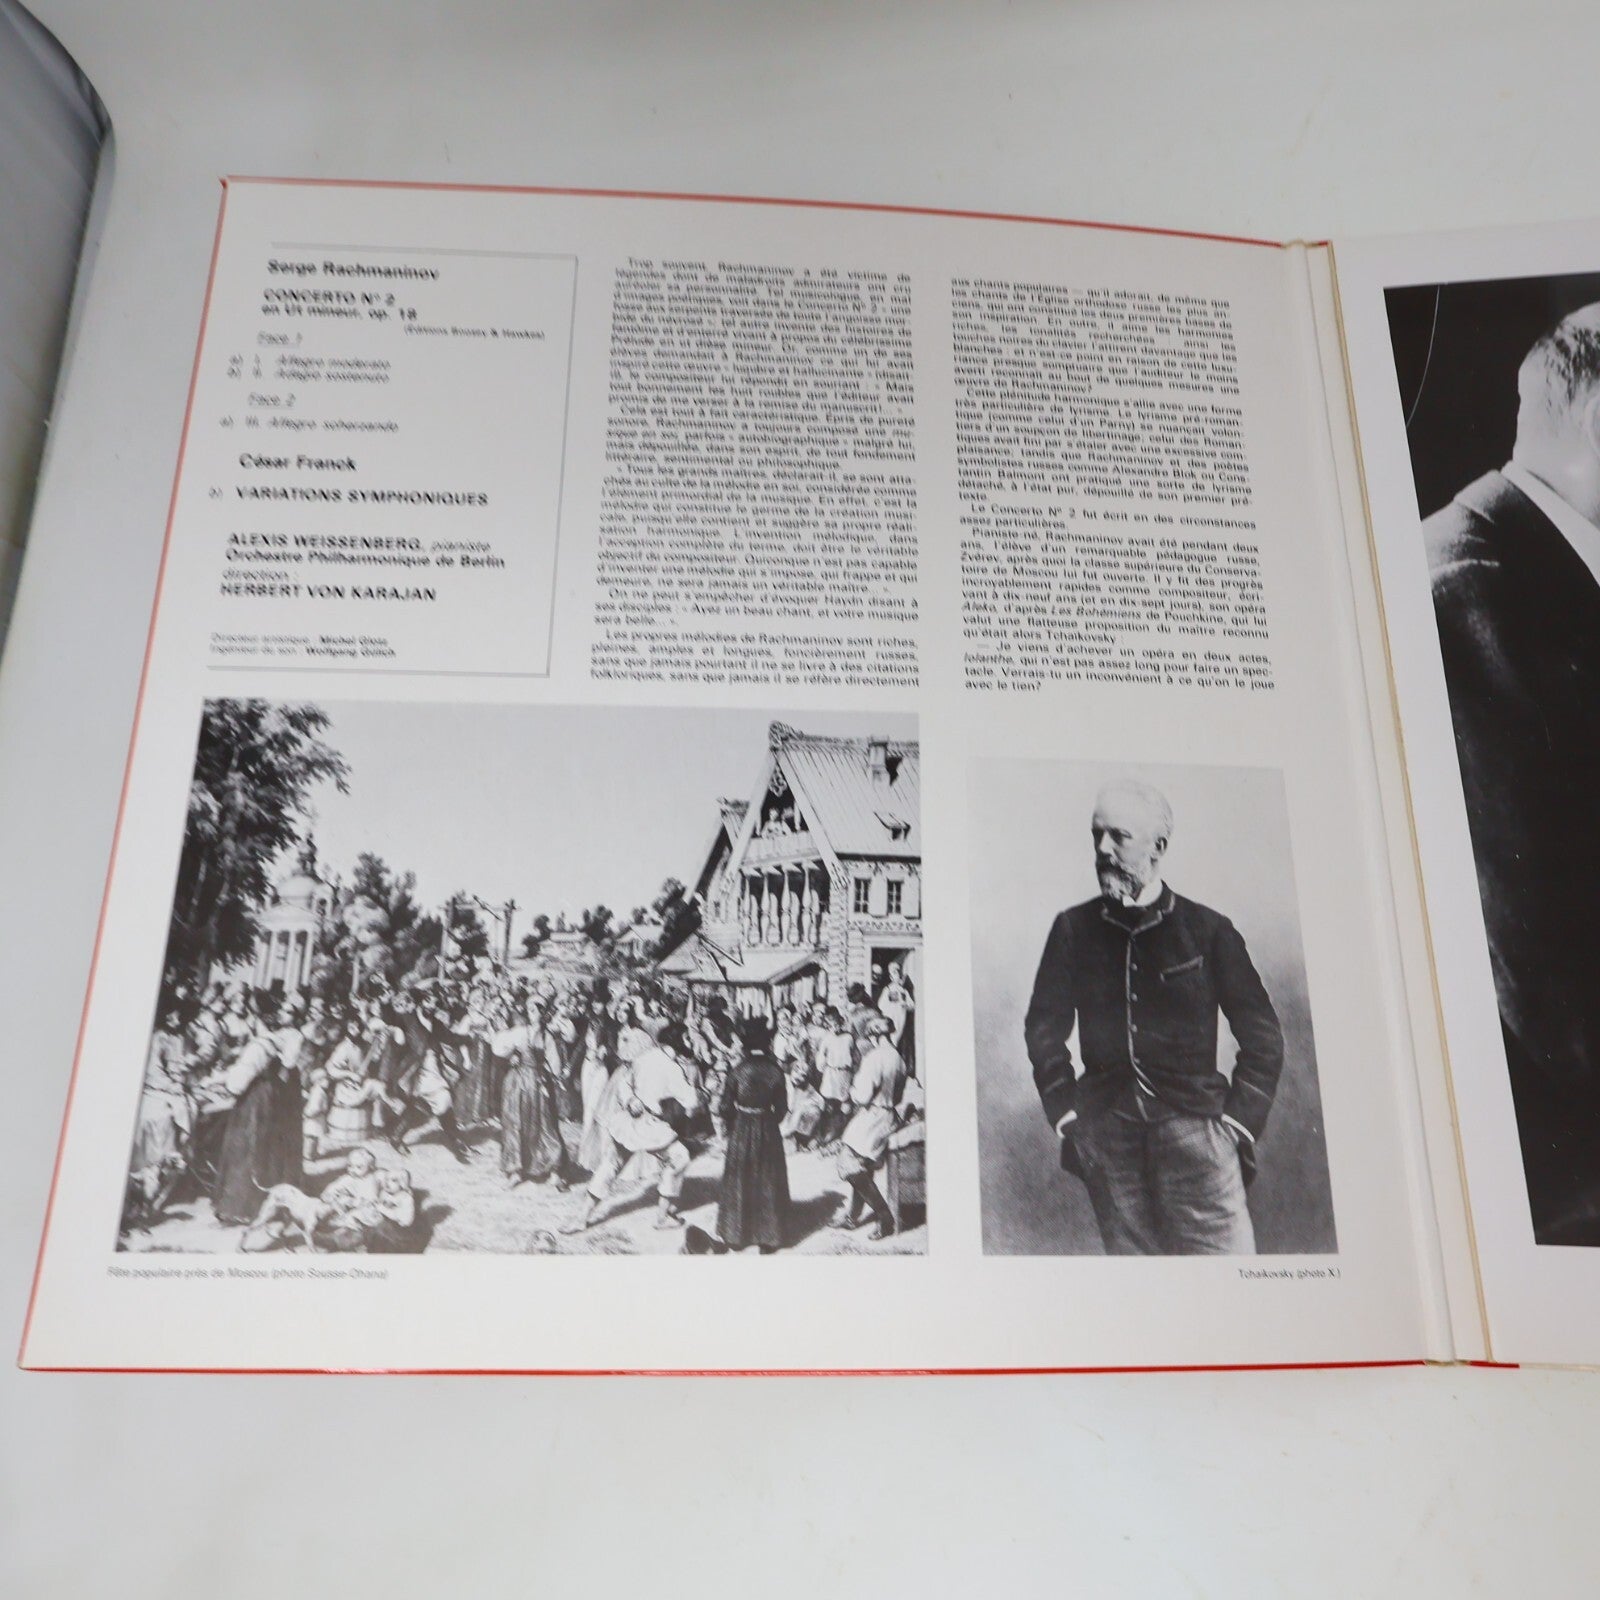 Serge Rachmaninov
CONCERTO Nº 2
en Ut mineur, op. 18
(Éditions Boosey & Hawkes)
Face 1
a) I. Allegro moderato
b) II. Adagio sostenuto
Face 2
a) III. Allegro scherzando
César Franck
b) VARIATIONS SYMPHONIQUES
ALEXIS WEISSENBERG, pianiste
Orchestre Philharmonique de Berlin
direction :
HERBERT VON KARAJAN
Directeur artistique : Michel Glotz
Ingénieur du son : Wolfgang Gülich
Trop souvent, Rachmaninov a été victime de
légendes dont de maladroits admirateurs ont cru
auréoler sa personnalité. Tel musicologue, en mal
d'images poétiques, voit dans le Concerto Nº 2 « une
fosse aux serpents traversée de toute l'angoisse mor-
bide du névrosé », tel autre invente des histoires de
fantôme et d'enterré vivant à propos du célébrissime
Prélude en ut dièse mineur. Or, comme un de ses
élèves demandait à Rachmaninov ce qui lui avait
inspiré cette œuvre « lugubre et hallucinante » (disait-
il), le compositeur lui répondit en souriant : « Mais
tout bonnement les huit roubles que l'éditeur avait
promis de me verser à la remise du manuscrit!... ».
Cela est tout à fait caractéristique. Épris de pureté
sonore, Rachmaninov a toujours composé une mu-
sique en soi, parfois « autobiographique » malgré lui
mais dépouillée, dans son esprit, de tout fondement
littéraire, sentimental ou philosophique.
« Tous les grands maîtres, déclarait-il, se sont atta-
chés au culte de la mélodie en soi, considérée comme
l'élément primordial de la musique. En effet, c'est la
mélodie qui constitue le germe de la création musi-
cale, puisqu'elle contient et suggère sa propre réali-
sation harmonique. L'invention mélodique, dans
l'acception complète du terme, doit être le véritable
objectif du compositeur. Quiconque n'est pas capable
d'inventer une mélodie qui s'impose, qui frappe et qui
demeure, ne sera jamais un véritable maître... ».
On ne peut s'empêcher d'évoquer Haydn disant à
ses disciples : « Ayez un beau chant, et votre musique
sera belle... ».
Les propres mélodies de Rachmaninov sont riches,
pleines, amples et longues, foncièrement russes,
sans que jamais pourtant il ne se livre à des citations
folkloriques, sans que jamais il se réfère directement
aux chants populaires — qu'il adorait, de même que
les chants de l'Église orthodoxe russe les plus an-
ciens, qui ont constitué les deux grandes bases de
son inspiration. En outre, il aime les harmonies
riches, les tonalités recherchées — ainsi les
touches noires du clavier l'attirent davantage que les
blanches : et n'est-ce point en raison de cette luxu-
riance presque somptuaire que l'auditeur le moins
averti reconnaît au bout de quelques mesures une
œuvre de Rachmaninov?
Cette plénitude harmonique s'allie avec une forme
très particulière de lyrisme. Le lyrisme pré-roman-
tique (comme celui d'un Parny) se nuançait volon-
tiers d'un soupçon de libertinage; celui des Roman-
tiques avait fini par s'épater avec une excessive com-
plaisance; tandis que Rachmaninov et des poètes
symbolistes russes comme Alexandre Blok ou Cons-
tantin Balmont ont pratiqué une sorte de lyrisme
détaché, à l'état pur, dépouillé de son premier pré-
texte.
Le Concerto Nº 2 fut écrit en des circonstances
assez particulières.
Pianiste-né, Rachmaninov avait été pendant deux
ans, l'élève d'un remarquable pédagogue russe,
Zvérev, après quoi la classe supérieure du Conserva-
toire de Moscou lui fut ouverte. Il y fit des progrès
incroyablement rapides comme compositeur, écri-
vant à dix-neuf ans (et en dix-sept jours), son opéra
Aleko, d'après Les Bohémiens de Pouchkine, qui lui
valut une flatteuse proposition du maître reconnu
qu'était alors Tchaïkovsky :
— Je viens d'achever un opéra en deux actes,
Iolanthe, qui n'est pas assez long pour faire un spec-
tacle. Verrais-tu un inconvénient à ce qu'on le joue
avec le tien?
Fête populaire près de Moscou (photo Sousse-Ohana)
Tchaïkovsky (photo X.)